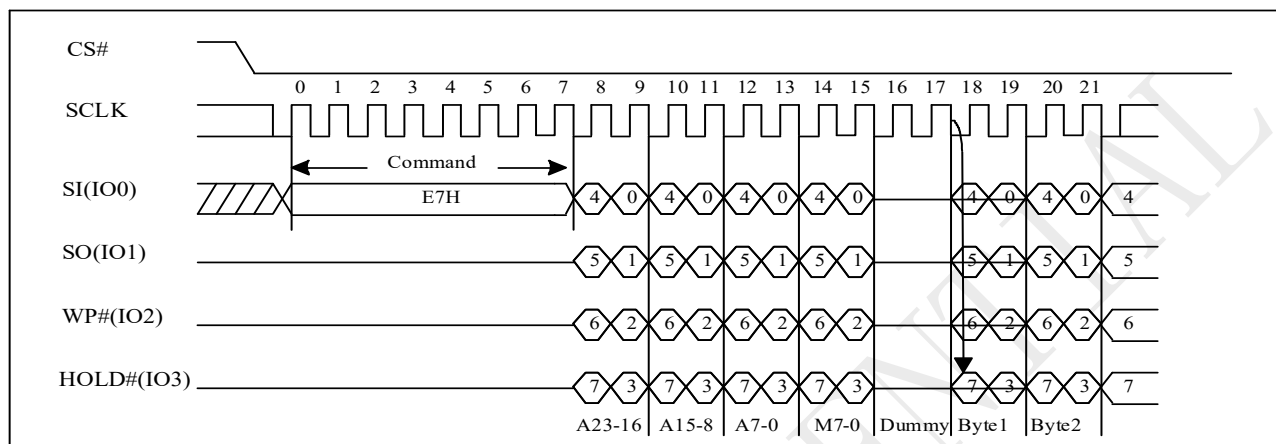 CS#
0 1 2 3 4 5 6 7 8 9 10 11 12 13 14 15 16 17 18 19 20 21
SCLK
Command
SI(IO0) E7H 4 0 4 0 4 0 4 0 4 0 4 0 4
SO(IO1) 5 1 5 1 5 1 5 1 5 1 5 1 5
WP#(IO2) 6 2 6 2 6 2 6 2 6 2 6 2 6
HOLD#(IO3) 7 3 7 3 7 3 7 3 7 3 7 3 7
A23-16 A15-8 A7-0 M7-0 Dummy Byte1 Byte2
ENTIAL